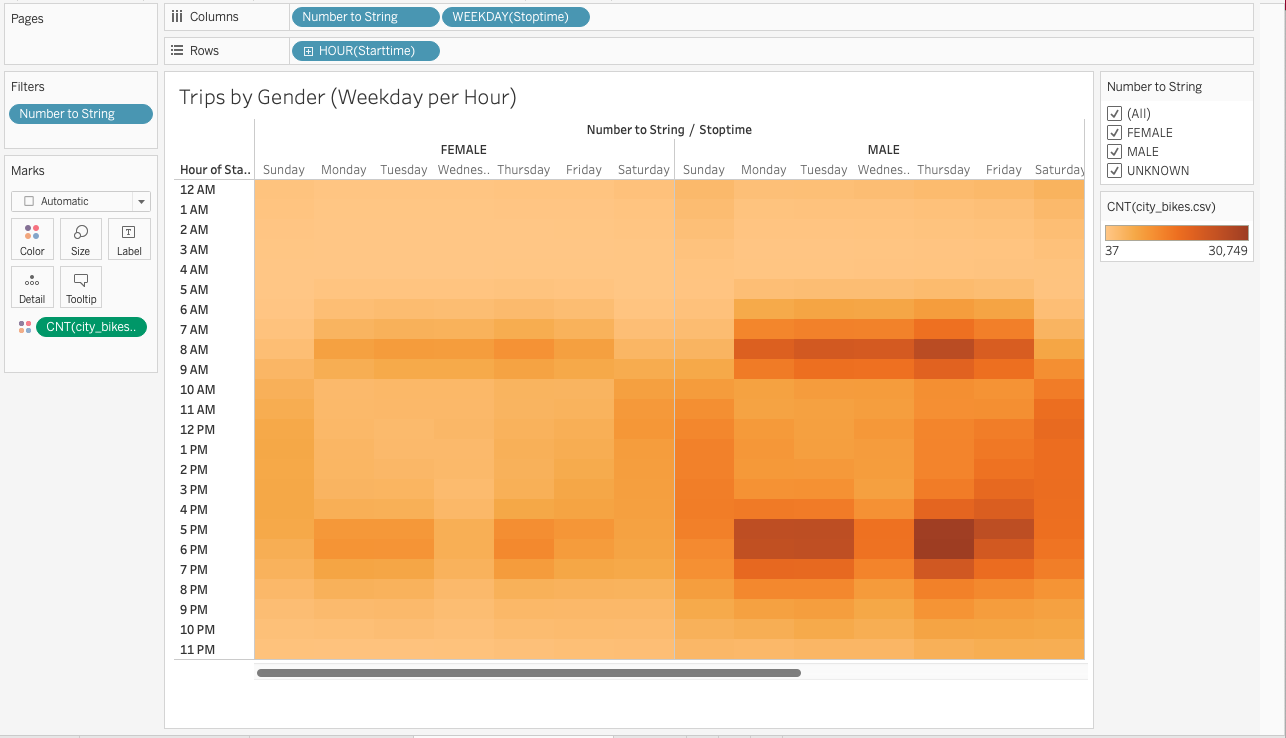 Pages
Columns
Number to String
WEEKDAY(Stoptime)
Rows
HOUR(Starttime)
Filters
Number to String
Marks
Automatic
Color
Size
Label
Detail
Tooltip
CNT(city_bikes..
Trips by Gender (Weekday per Hour)
Number to String / Stoptime
FEMALE MALE
Hour of Sta.. Sunday Monday Tuesday Wednes.. Thursday Friday Saturday Sunday Monday Tuesday Wednes.. Thursday Friday Saturday
12 AM
1 AM
2 AM
3 AM
4 AM
5 AM
6 AM
7 AM
8 AM
9 AM
10 AM
11 AM
12 PM
1 PM
2 PM
3 PM
4 PM
5 PM
6 PM
7 PM
8 PM
9 PM
10 PM
11 PM
Number to String
(All)
FEMALE
MALE
UNKNOWN
CNT(city_bikes.csv)
37 30,749